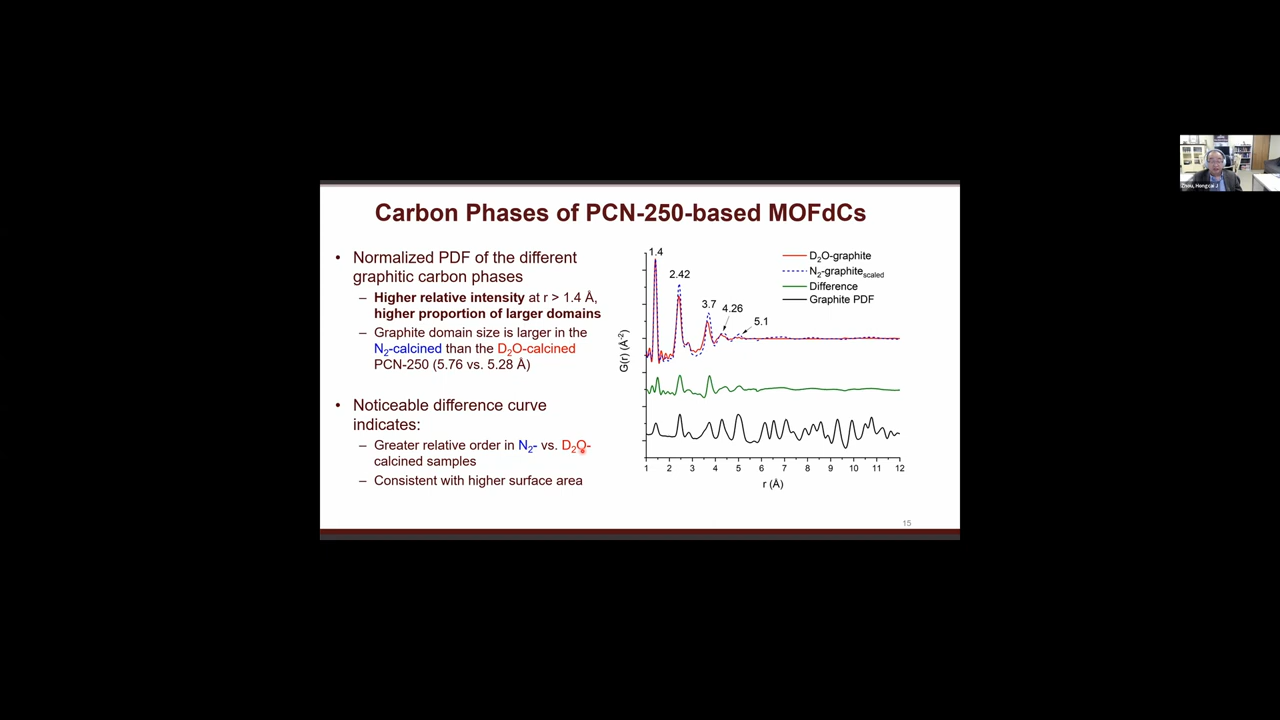 Carbon Phases of PCN-250-based MOFdCs
• Normalized PDF of the different
graphitic carbon phases
– Higher relative intensity at r > 1.4 Å,
higher proportion of larger domains
– Graphite domain size is larger in the
N2-calcined than the D2O-calcined
PCN-250 (5.76 vs. 5.28 Å)
• Noticeable difference curve
indicates:
– Greater relative order in N2- vs. D2O-
calcined samples
– Consistent with higher surface area
1.4
2.42
3.7
4.26
5.1
D2O-graphite
N2-graphitescaled
Difference
Graphite PDF
G(r) (Å-2)
1 2 3 4 5 6 7 8 9 10 11 12
r (Å)
15
Zhou, Hongcai J